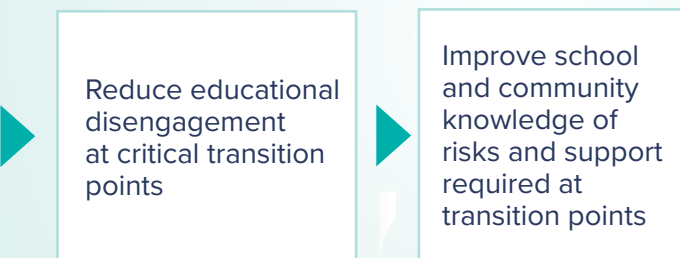 Reduce educational
disengagement
at critical transition
points
Improve school
and community
knowledge of
risks and support
required at
transition points